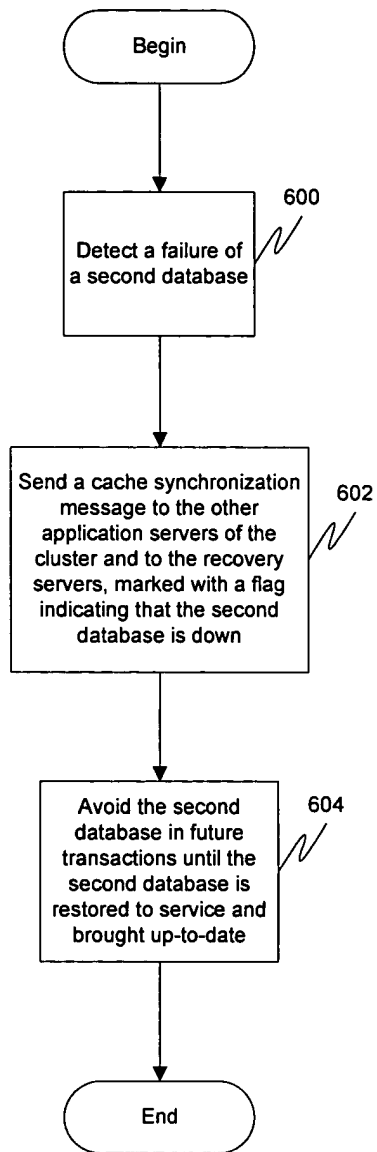 Begin
600
Detect a failure of
a second database
602
Send a cache synchronization
message to the other
application servers of the
cluster and to the recovery
servers, marked with a flag
indicating that the second
database is down
604
Avoid the second
database in future
transactions until the
second database is
restored to service and
brought up-to-date
End